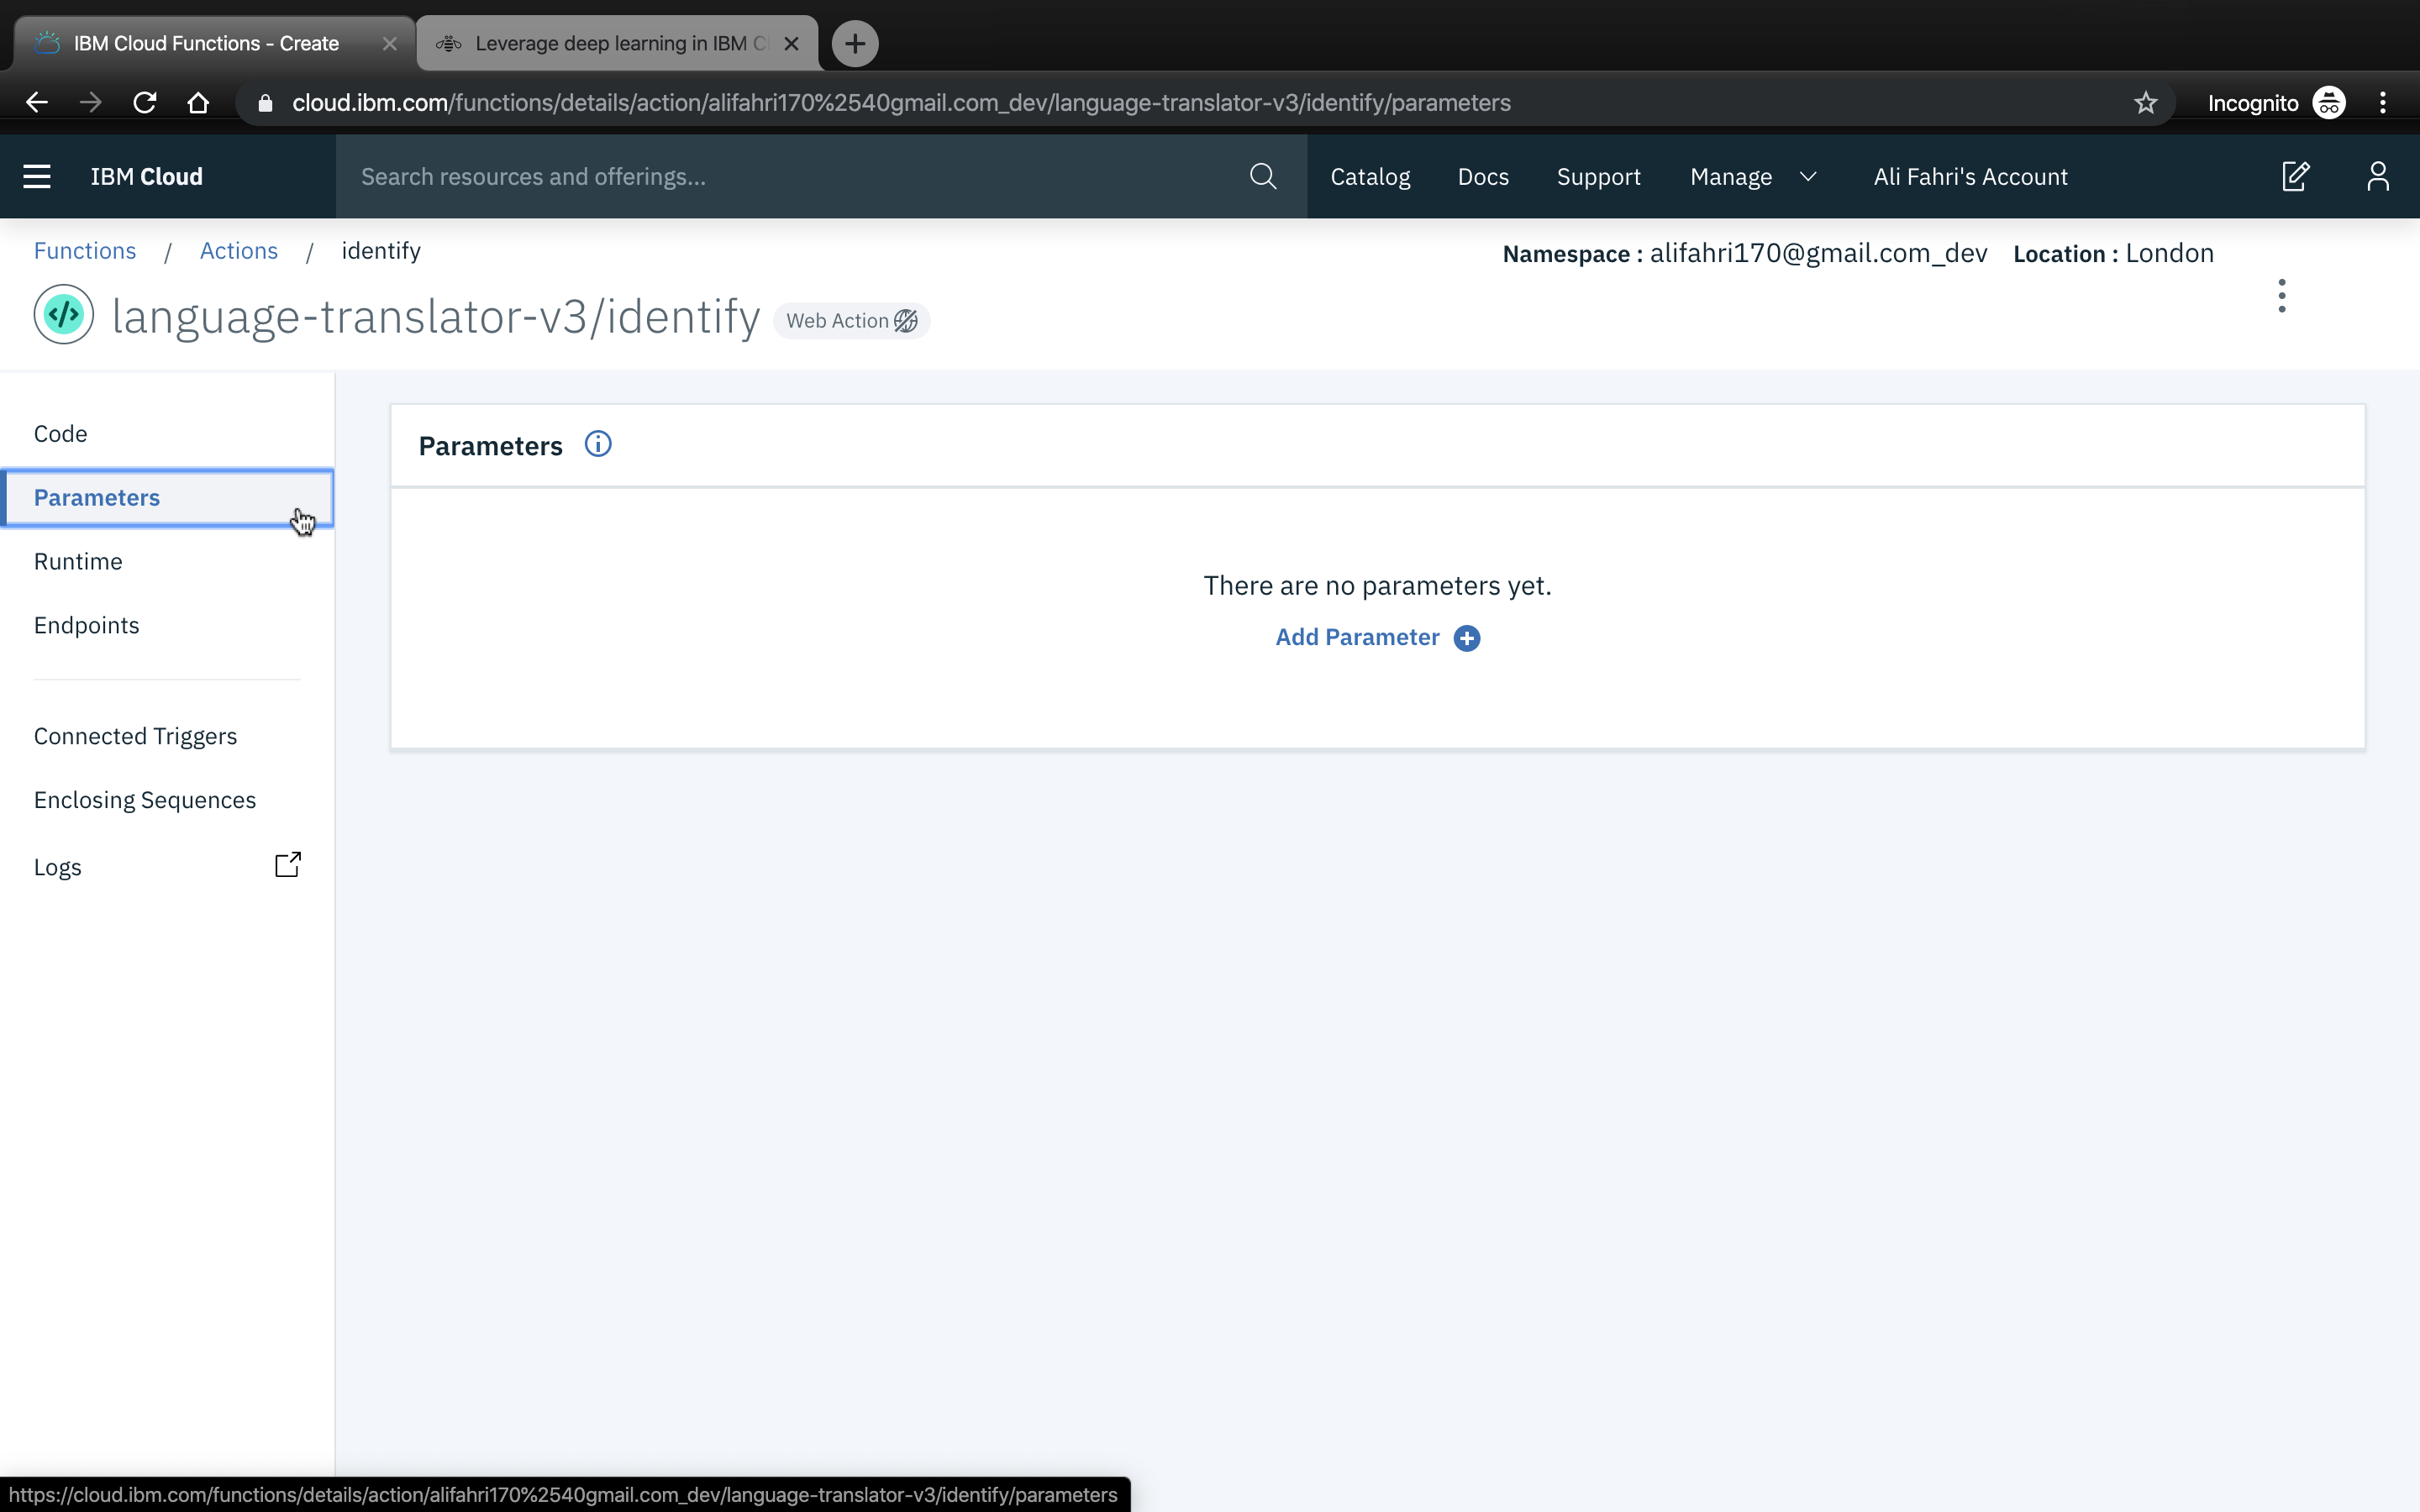 IBM Cloud Functions - Create
Leverage deep learning in IBM C
cloud.ibm.com/functions/details/action/alifahri170%2540gmail.com_dev/language-translator-v3/identify/parameters
Incognito
IBM Cloud
Search resources and offerings...
Catalog
Docs
Support
Manage
Ali Fahri's Account
Functions / Actions / identify
Namespace : alifahri170@gmail.com_dev Location : London
language-translator-v3/identify
Web Action
Code
Parameters
Runtime
Endpoints
Connected Triggers
Enclosing Sequences
Logs
Parameters
There are no parameters yet.
Add Parameter
https://cloud.ibm.com/functions/details/action/alifahri170%2540gmail.com_dev/language-translator-v3/identify/parameters